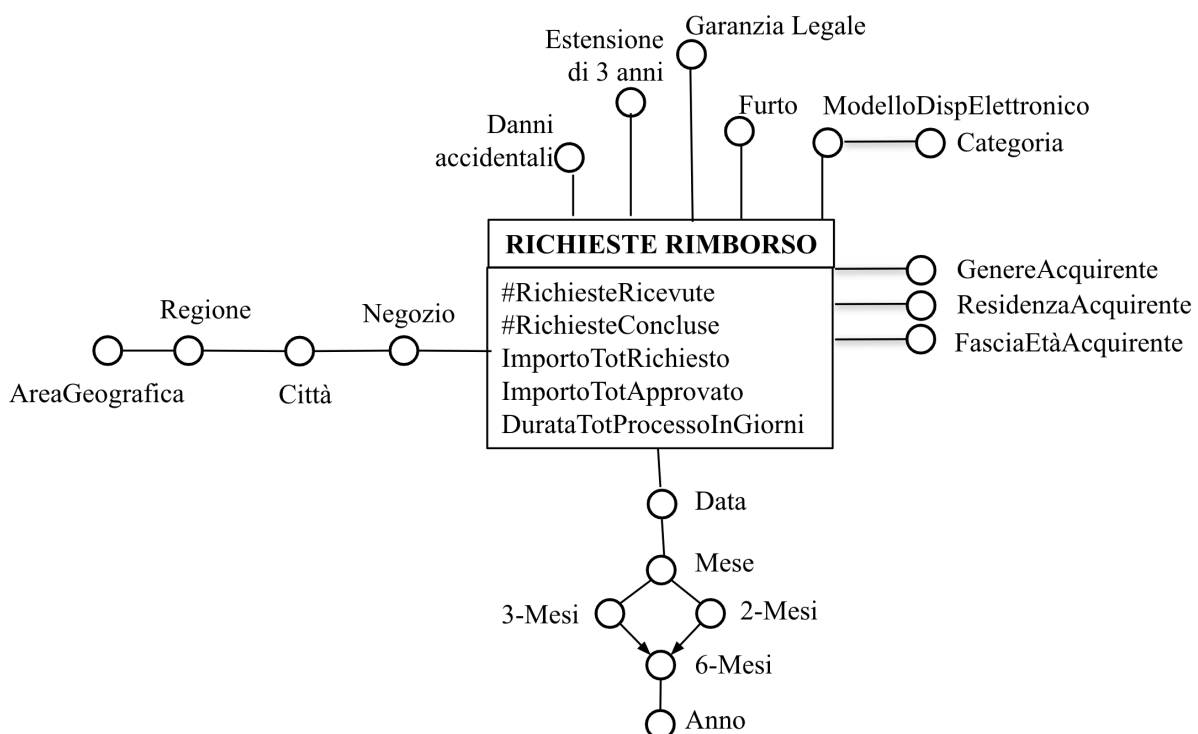 Garanzia Legale
Estensione
di 3 anni
Furto
ModelloDispElettronico
Danni
accidentali
Categoria
RICHIESTE RIMBORSO
GenereAcquirente
#RichiesteRicevute
ResidenzaAcquirente
Regione
Negozio
#RichiesteConcluse
FasciaEtàAcquirente
ImportoTotRichiesto
AreaGeografica
Città
ImportoTotApprovato
DurataTotProcessoInGiorni
Data
Mese
3-Mesi
2-Mesi
6-Mesi
Anno